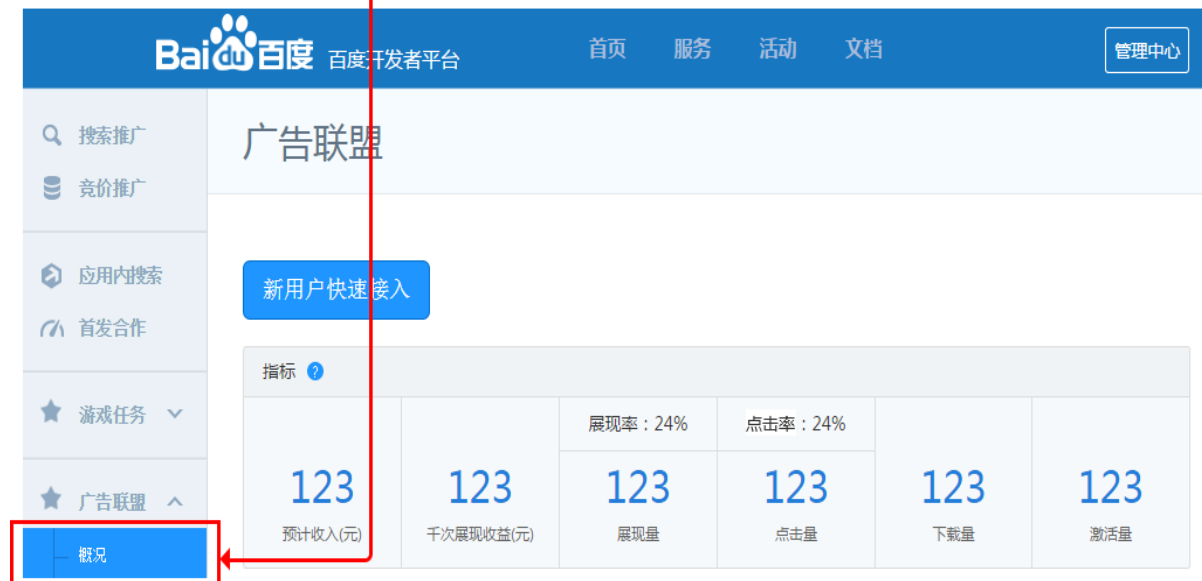 Bai du 百度 百度开发者平台 首页 服务 活动 文档 管理中心
搜索推广
竞价推广
应用内搜索
首发合作
游戏任务
广告联盟
概况
广告联盟
新用户快速接入
指标 ?
展现率：24% 点击率：24%
123 123 123 123 123 123
预计收入(元) 千次展现收益(元) 展现量 点击量 下载量 激活量